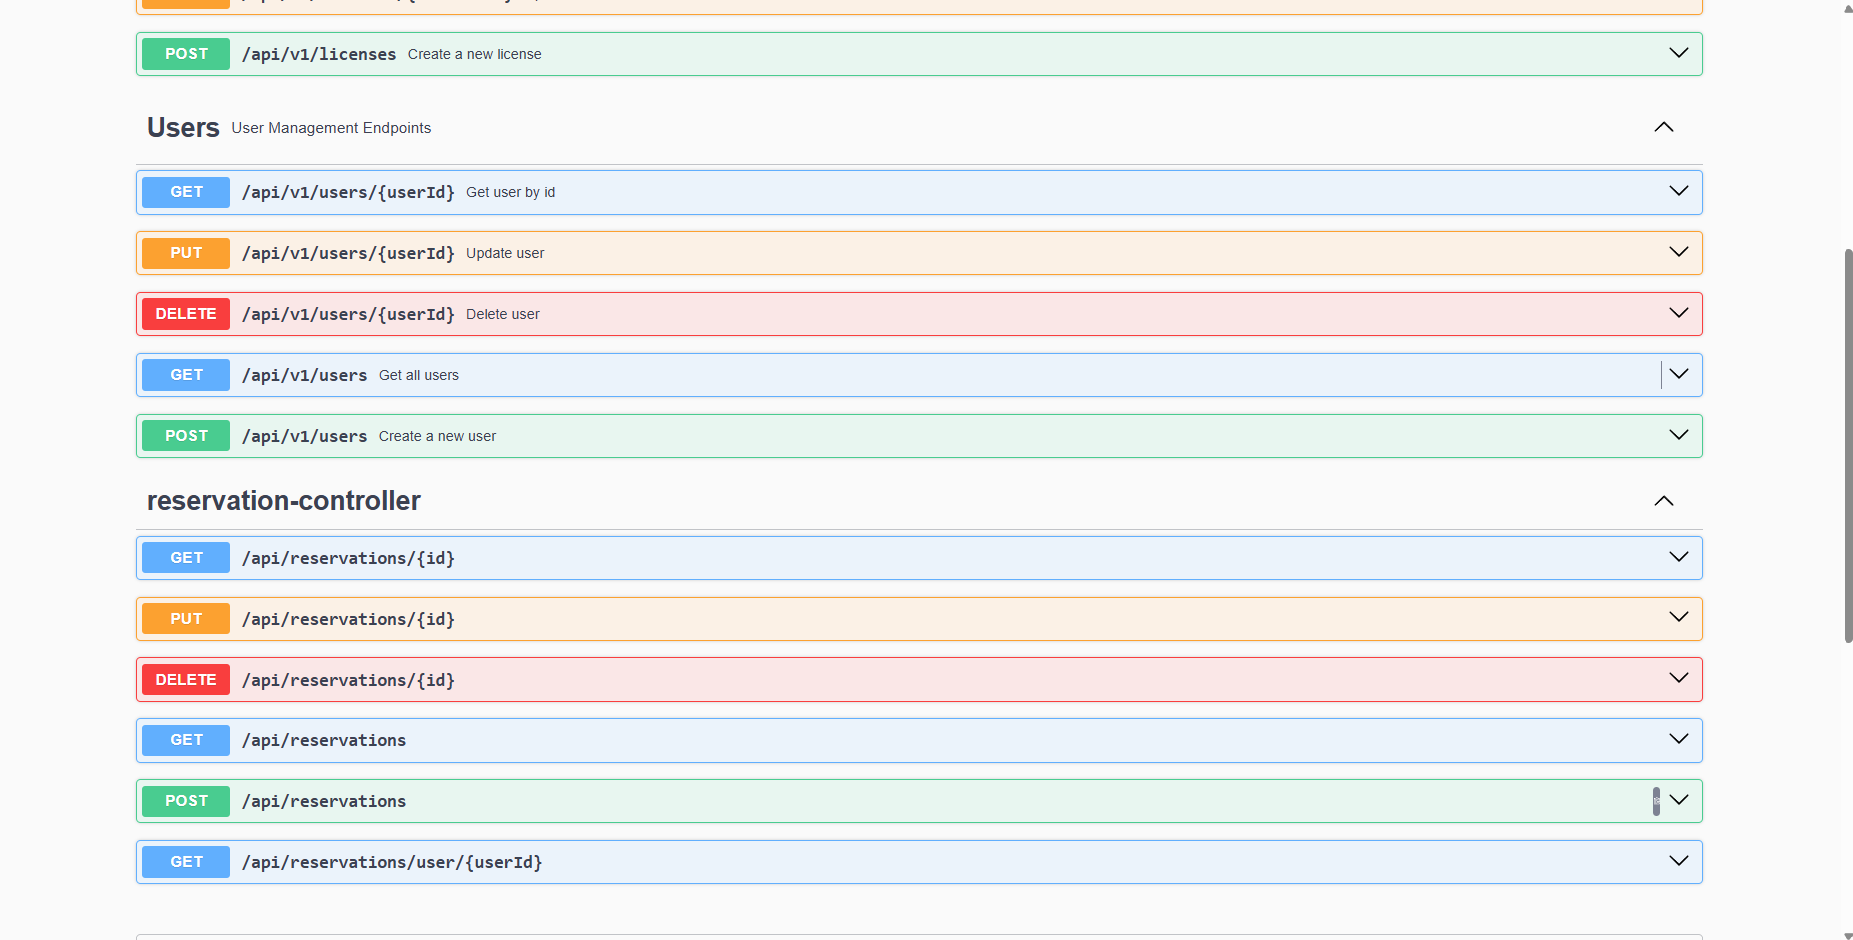 POST /api/v1/licenses Create a new license
Users User Management Endpoints
GET /api/v1/users/{userId} Get user by id
PUT /api/v1/users/{userId} Update user
DELETE /api/v1/users/{userId} Delete user
GET /api/v1/users Get all users
POST /api/v1/users Create a new user
reservation-controller
GET /api/reservations/{id}
PUT /api/reservations/{id}
DELETE /api/reservations/{id}
GET /api/reservations
POST /api/reservations
GET /api/reservations/user/{userId}